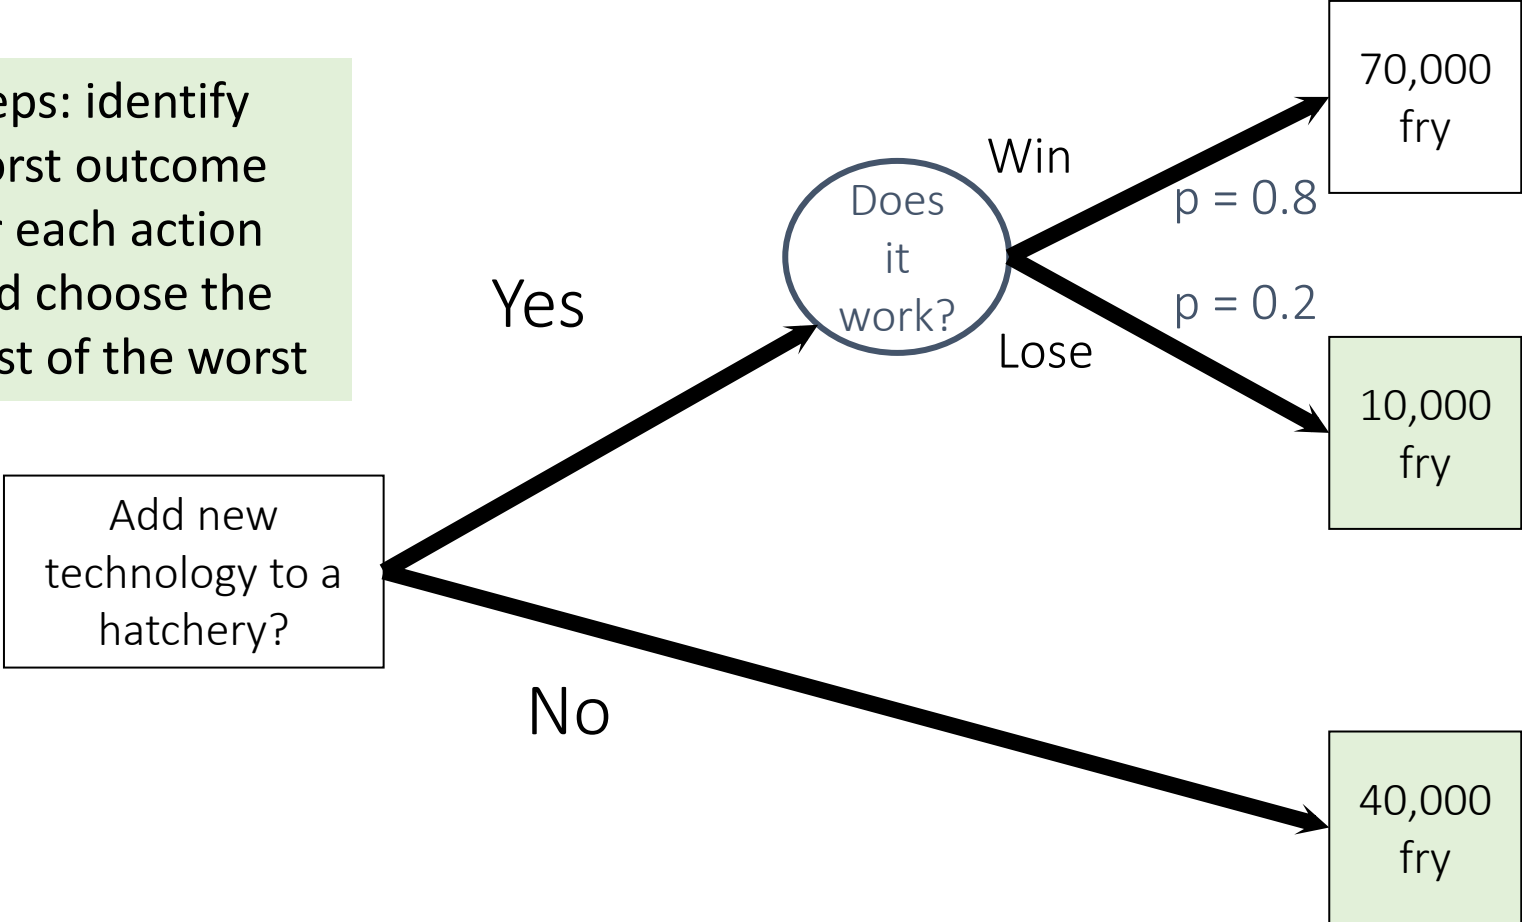 eps: identify
orst outcome
r each action
d choose the
st of the worst
Add new
technology to a
hatchery?
Yes
No
Does
it
work?
Win
p = 0.8
p = 0.2
Lose
70,000
fry
10,000
fry
40,000
fry